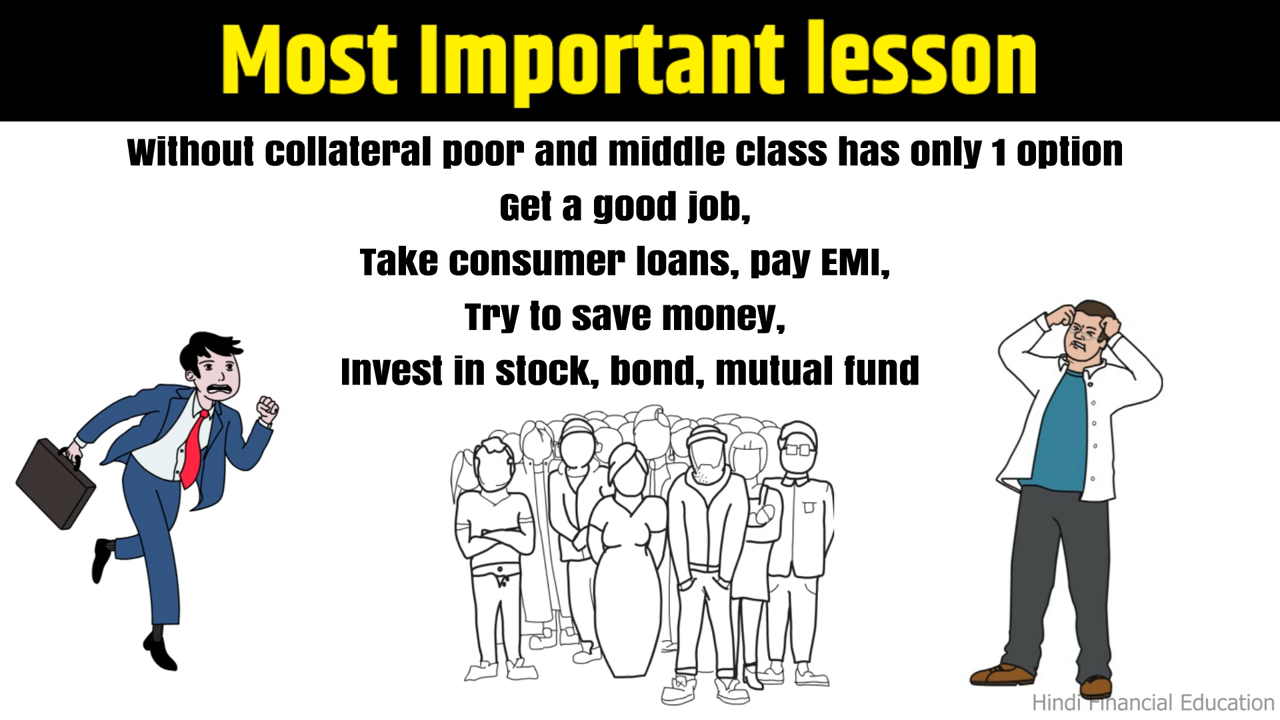 Most Important lesson
Without collateral poor and middle class has only 1 option
Get a good job,
Take consumer loans, pay EMI,
Try to save money,
Invest in stock, bond, mutual fund
Hindi Financial Education